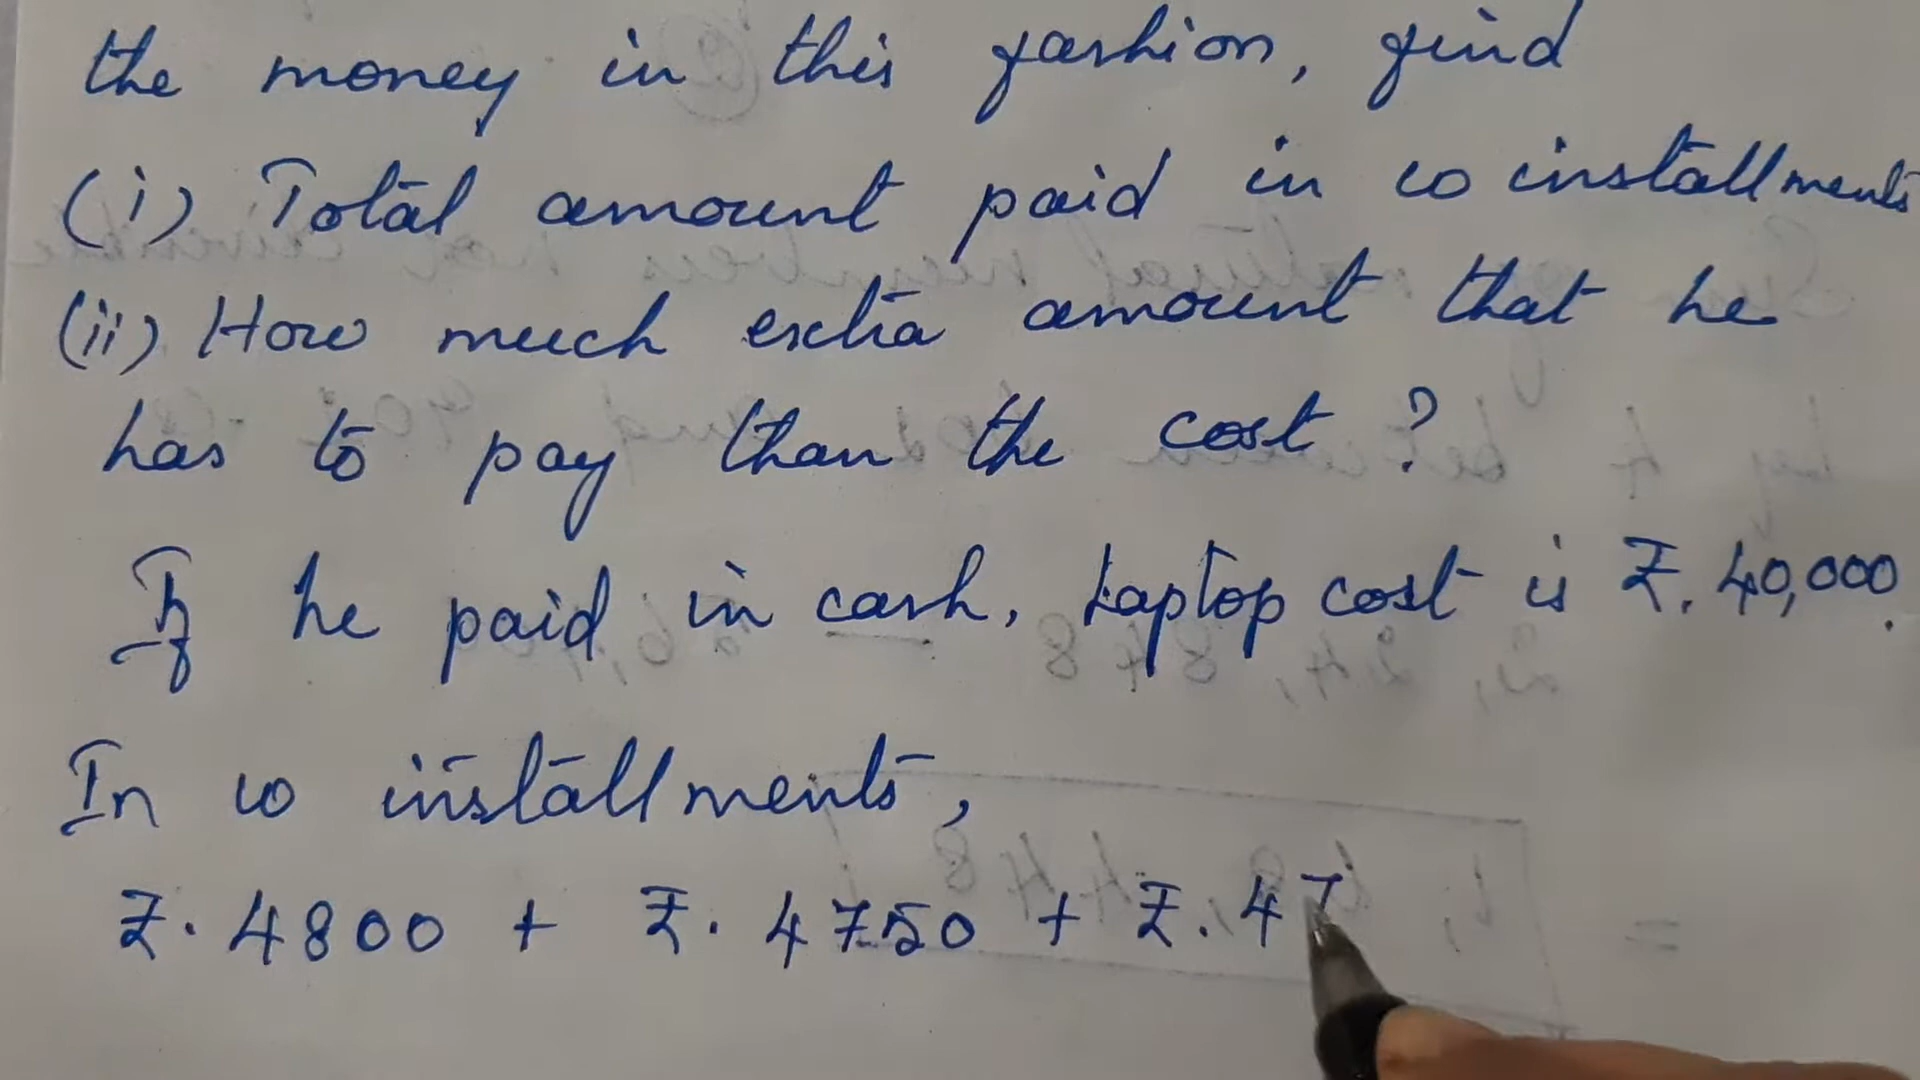 the money in this fashion, find
(i) Total amount paid in 10 installments
(ii) How much extra amount that he
has to pay than the cost?
If he paid in cash, Laptop cost is ₹. 40,000.
In 10 installments,
₹. 4800 + ₹. 4750 + ₹. 47